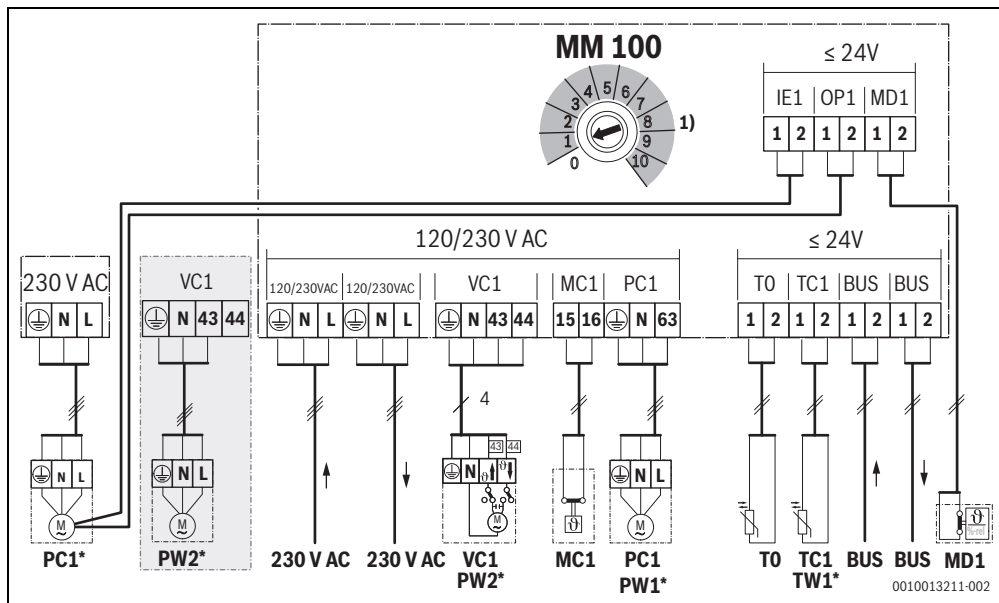 MM 100
0 1 2 3 4 5 6 7 8 9 10
1)
≤ 24V
IE1 OP1 MD1
1 2 1 2 1 2
120/230 V AC
≤ 24V
230 V AC
VC1
120/230VAC 120/230VAC VC1 MC1 PC1
T0 TC1 BUS BUS
N L
N 43 44
N L N L N 43 44 15 16 N 63
1 2 1 2 1 2 1 2
4
43 44
N L
N L
N ϑ ϑ
N L
M ~
M ~
M ~
ϑ
M ~
ϑ
%-rel
PC1*
PW2*
230 V AC
230 V AC
VC1
PW2*
MC1
PC1
PW1*
T0
TC1
TW1*
BUS
BUS
MD1
0010013211-002